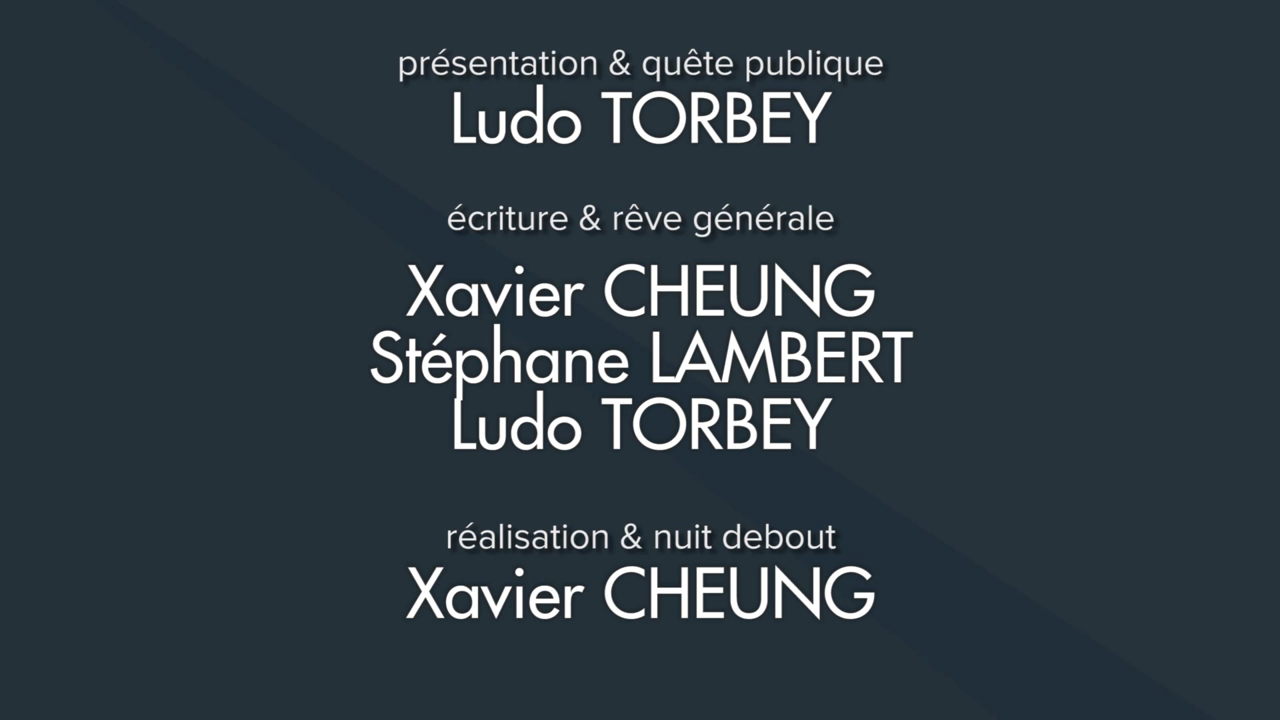 présentation & quête publique
Ludo TORBEY
écriture & rêve générale
Xavier CHEUNG
Stéphane LAMBERT
Ludo TORBEY
réalisation & nuit debout
Xavier CHEUNG